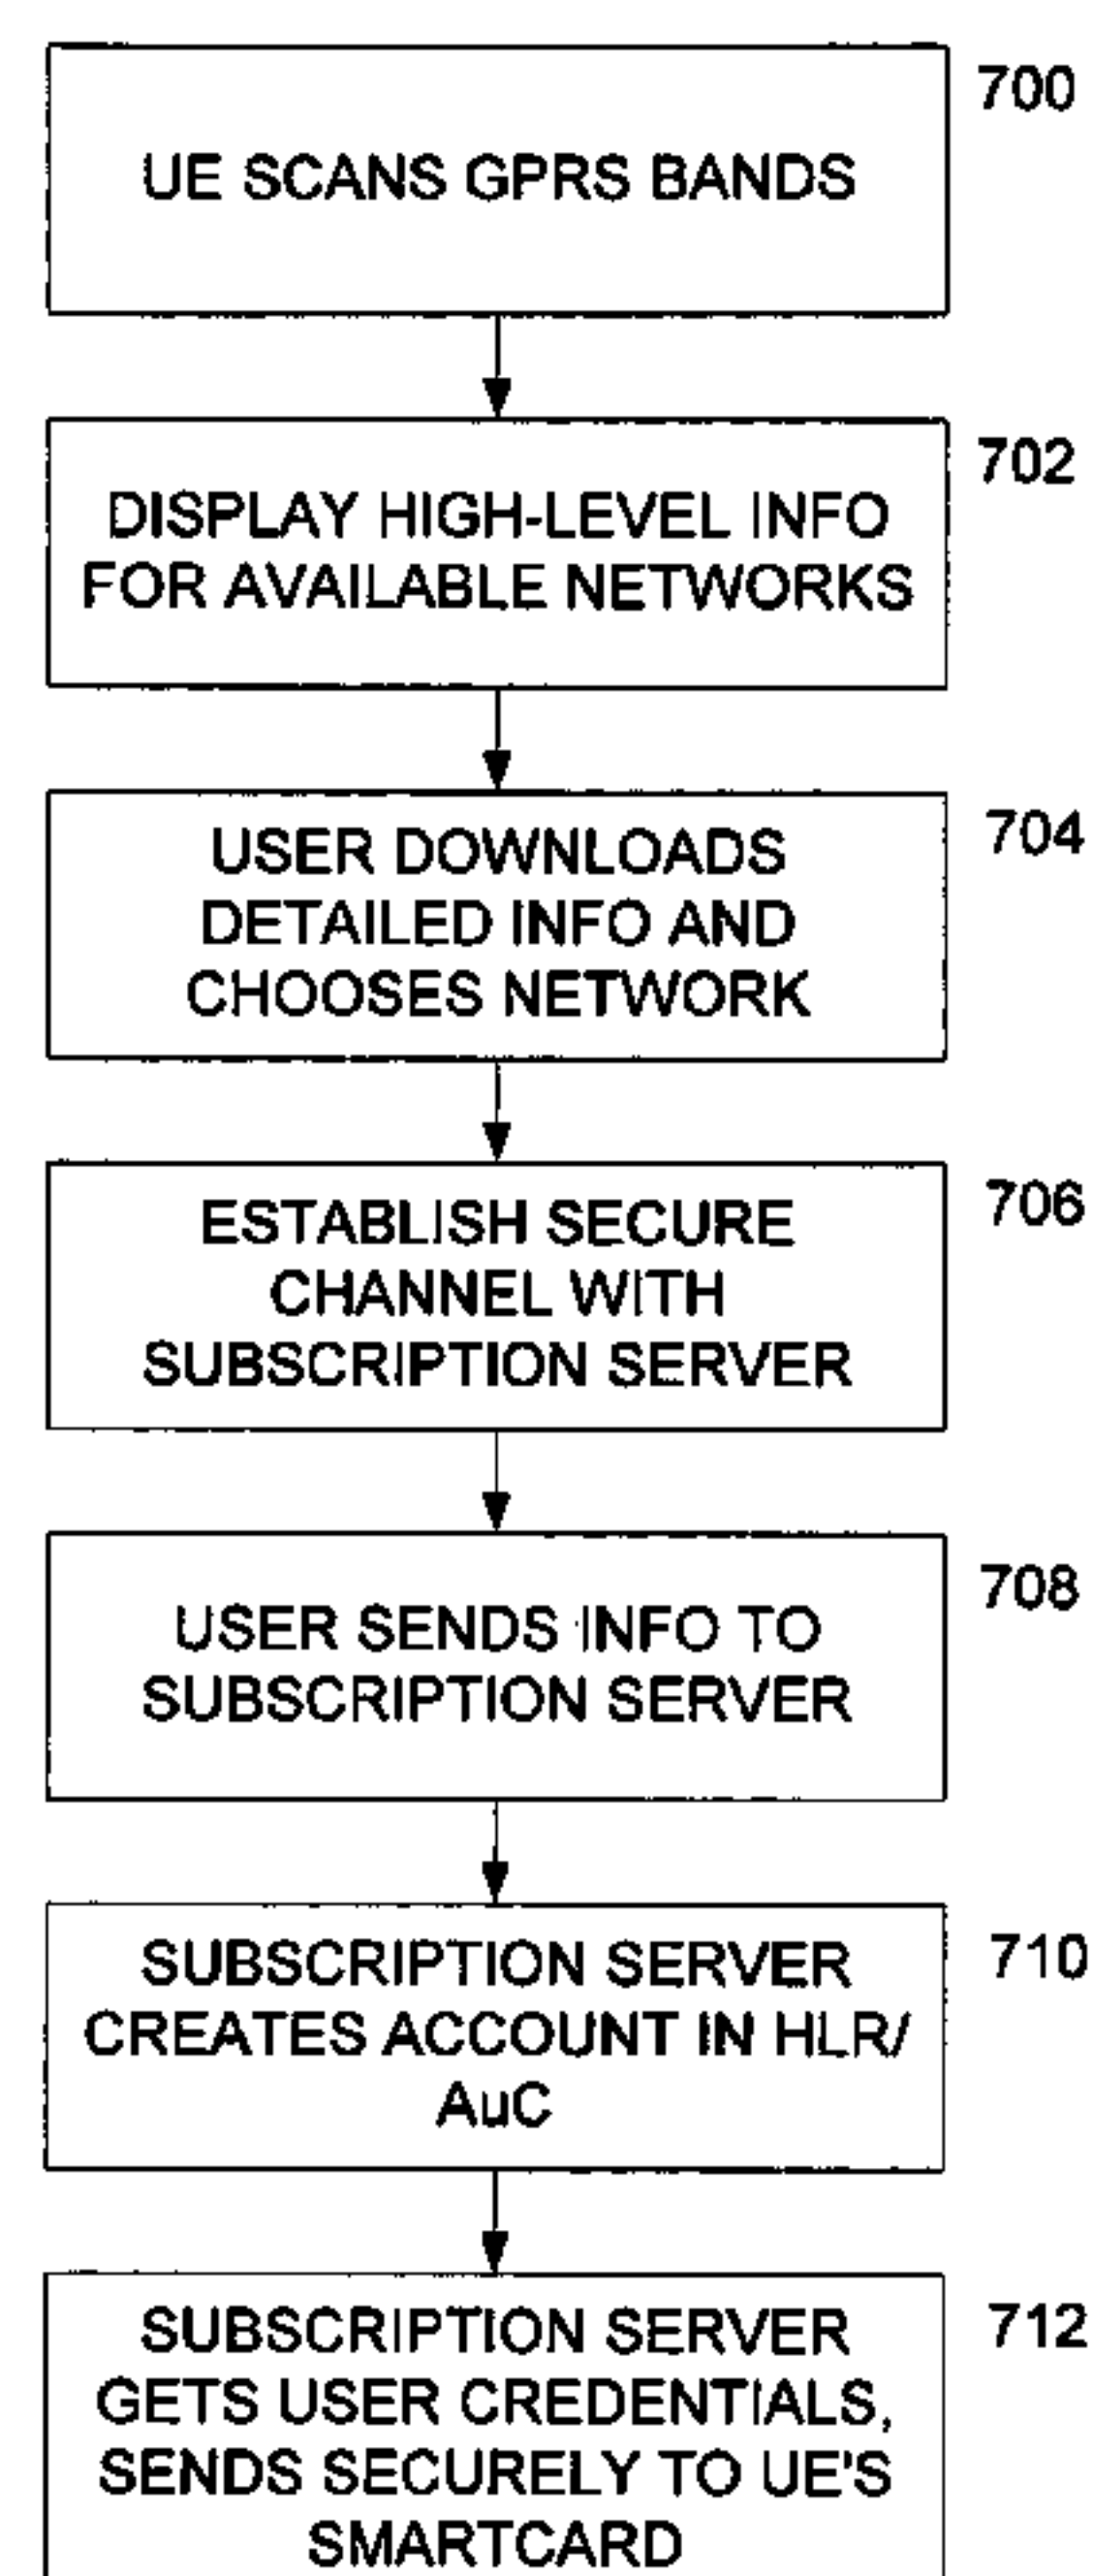 700
UE SCANS GPRS BANDS
702
DISPLAY HIGH-LEVEL INFO
FOR AVAILABLE NETWORKS
704
USER DOWNLOADS
DETAILED INFO AND
CHOOSES NETWORK
706
ESTABLISH SECURE
CHANNEL WITH
SUBSCRIPTION SERVER
708
USER SENDS INFO TO
SUBSCRIPTION SERVER
710
SUBSCRIPTION SERVER
CREATES ACCOUNT IN HLR/
AuC
712
SUBSCRIPTION SERVER
GETS USER CREDENTIALS,
SENDS SECURELY TO UE'S
SMARTCARD